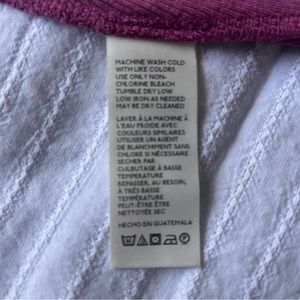 MACHINE WASH COLD
WITH LIKE COLORS
USE ONLY NON-
CHLORINE BLEACH
TUMBLE DRY LOW
LOW IRON AS NEEDED
MAY BE DRY CLEANED
LAVER À LA MACHINE À
L'EAU FROIDE AVEC
COULEURS SIMILAIRES
UTILISER UN AGENT
DE BLANCHIMENT SANS
CHLORE SI NÉCESSAIRE
SÉCHER PAR
CULBUTAGE À BASSE
TEMPÉRATURE
REPASSER, AU BESOIN,
À TRÈS BASSE
TEMPÉRATURE
PEUT-ÊTRE ÊTRE
NETTOYÉE SEC
HECHO EN GUATEMALA